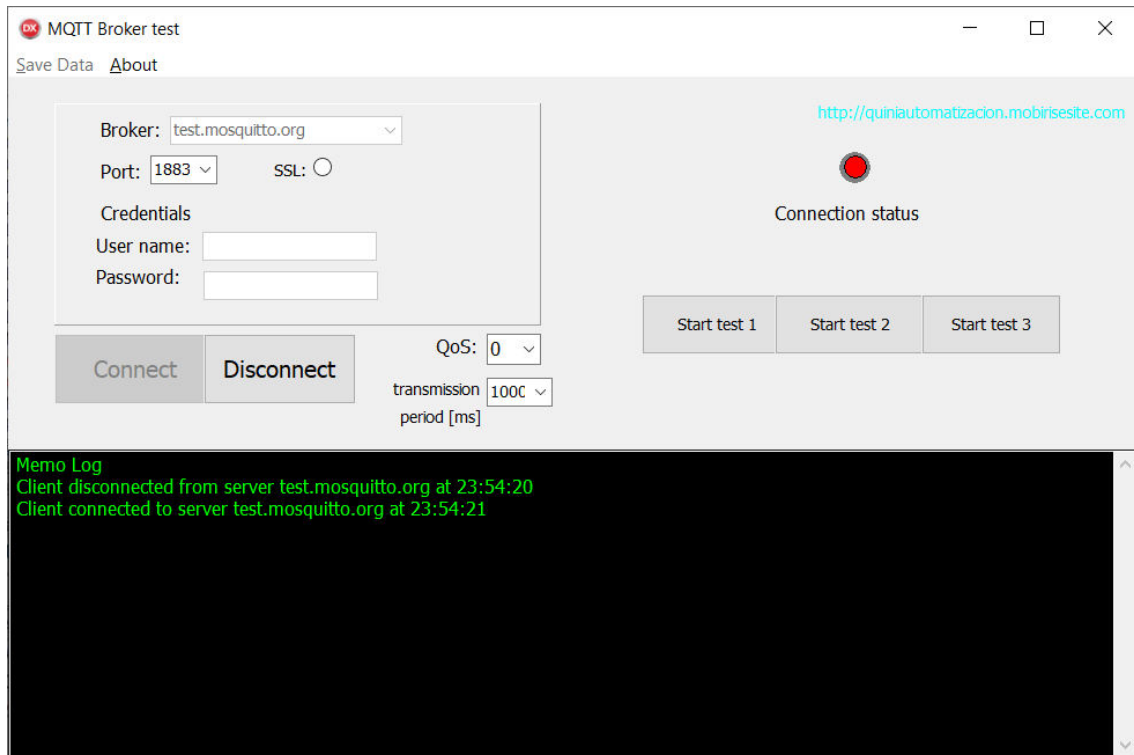 MQTT Broker test
Save Data About
http://quiniautomatizacion.mobirisesite.com
Broker: test.mosquitto.org
Port: 1883 SSL:
Connection status
Credentials
User name:
Password:
Start test 1 Start test 2 Start test 3
Connect Disconnect
QoS: 0
transmission 1000
period [ms]
Memo Log
Client disconnected from server test.mosquitto.org at 23:54:20
Client connected to server test.mosquitto.org at 23:54:21